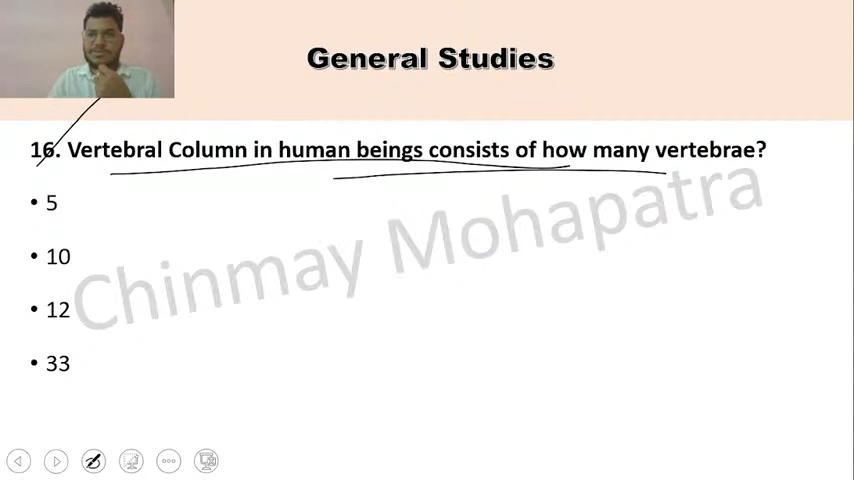 General Studies
16. Vertebral Column in human beings consists of how many vertebrae?
• 5
• 10
• 12
• 33
Chinmay Mohapatra